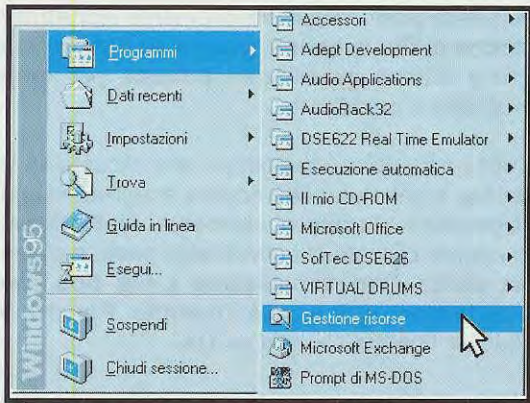 Windows95
Programmi
Dati recenti
Impostazioni
Trova
Guida in linea
Esegui...
Sospendi
Chiudi sessione...
Accessori
Adept Development
Audio Applications
AudioRack32
DSE622 Real Time Emulator
Esecuzione automatica
Il mio CD-ROM
Microsoft Office
SofTec DSE626
VIRTUAL DRUMS
Gestione risorse
Microsoft Exchange
Prompt di MS-DOS